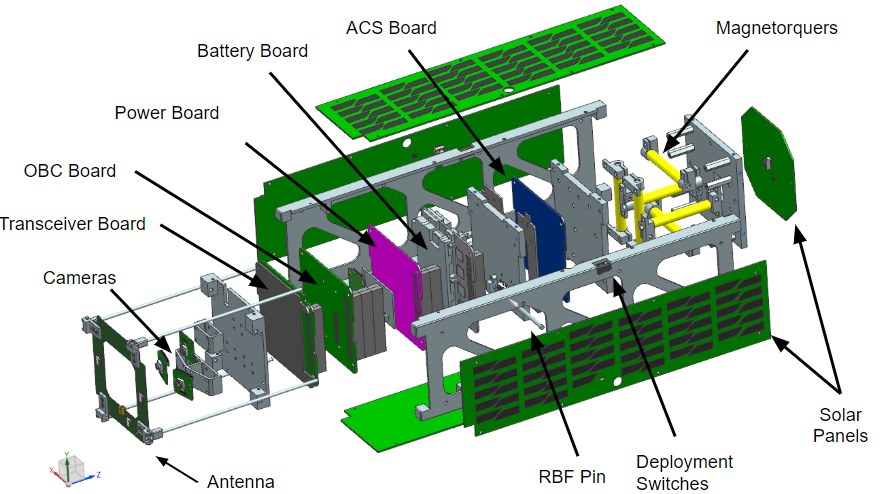 ACS Board
Magnetorquers
Battery Board
Power Board
OBC Board
Transceiver Board
Cameras
Solar
Panels
Antenna
RBF Pin
Deployment
Switches
X
Y
Z